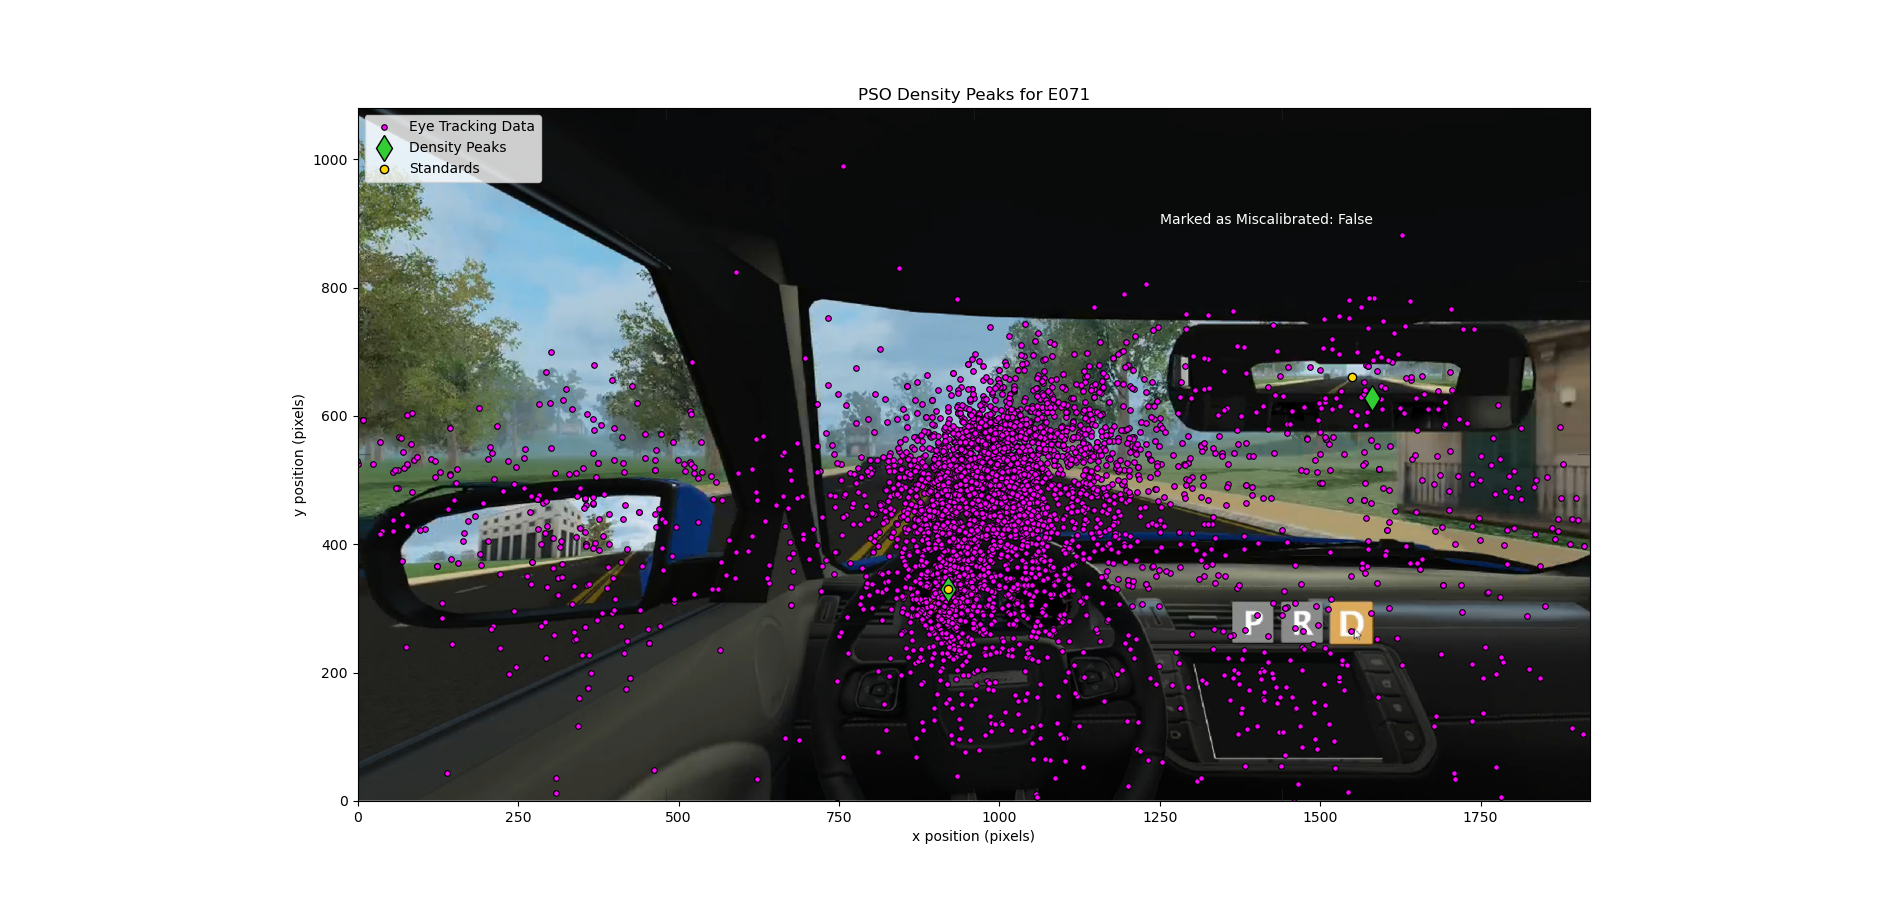 PSO Density Peaks for E071
Eye Tracking Data
Density Peaks
Standards
Marked as Miscalibrated: False
y position (pixels)
1000
800
600
400
200
0
P R D
0 250 500 750 1000 1250 1500 1750
x position (pixels)